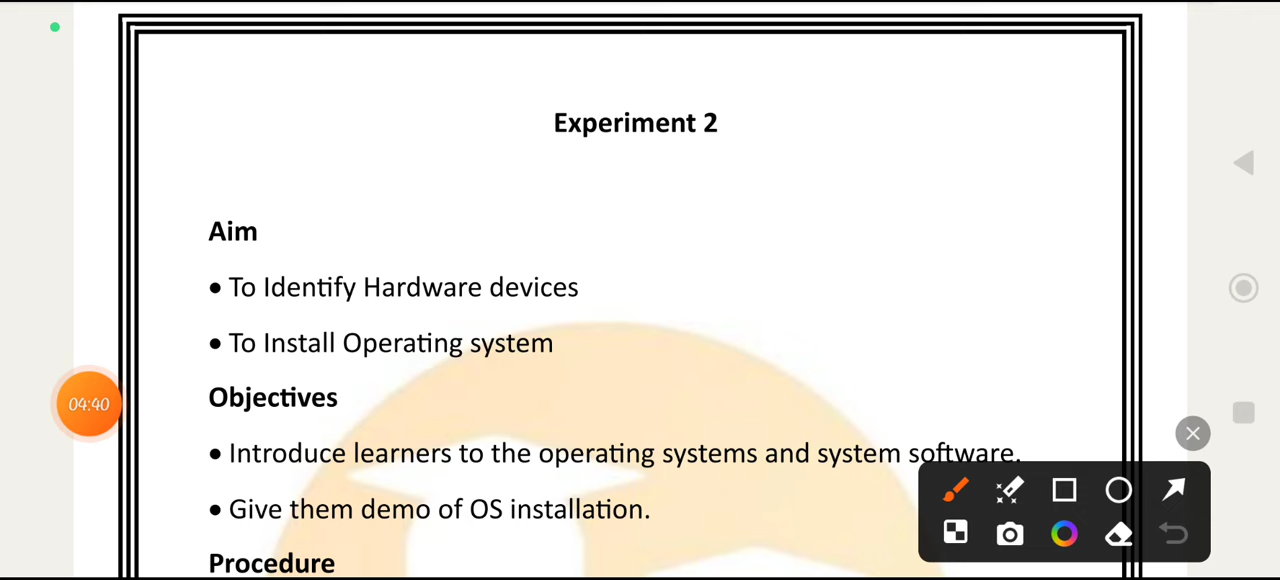 Experiment 2
Aim
• To Identify Hardware devices
• To Install Operating system
Objectives
04:40
• Introduce learners to the operating systems and system software.
• Give them demo of OS installation.
Procedure